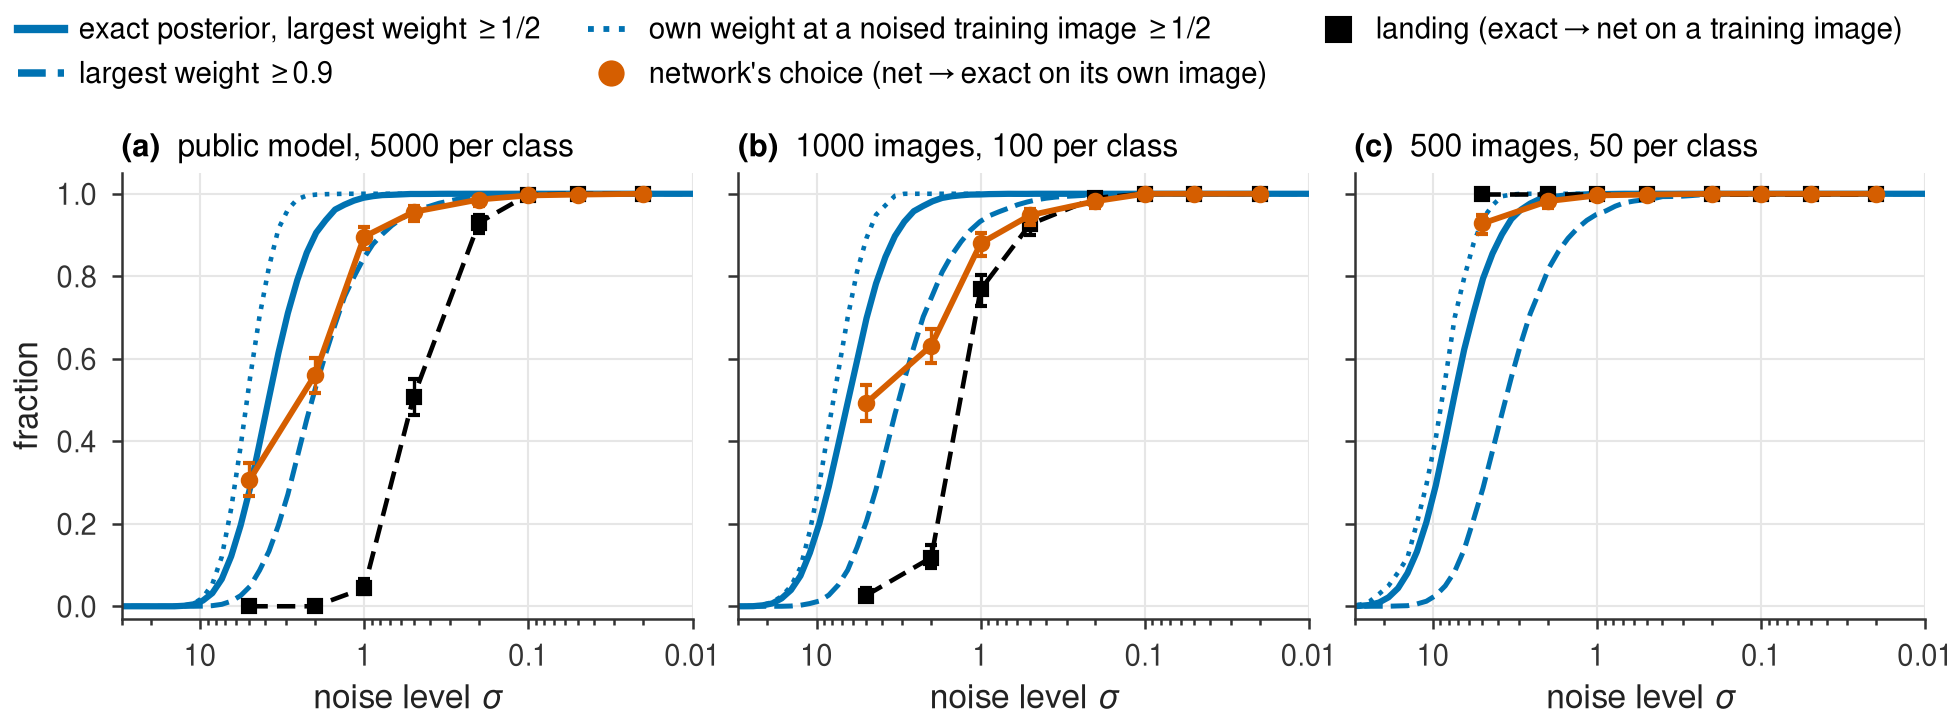 exact posterior, largest weight ≥1/2
own weight at a noised training image ≥1/2
landing (exact→net on a training image)
largest weight ≥0.9
network's choice (net→exact on its own image)
(a) public model, 5000 per class
(b) 1000 images, 100 per class
(c) 500 images, 50 per class
1.0
0.8
0.6
0.4
0.2
0.0
fraction
10 1 0.1 0.01
10 1 0.1 0.01
10 1 0.1 0.01
noise level σ
noise level σ
noise level σ